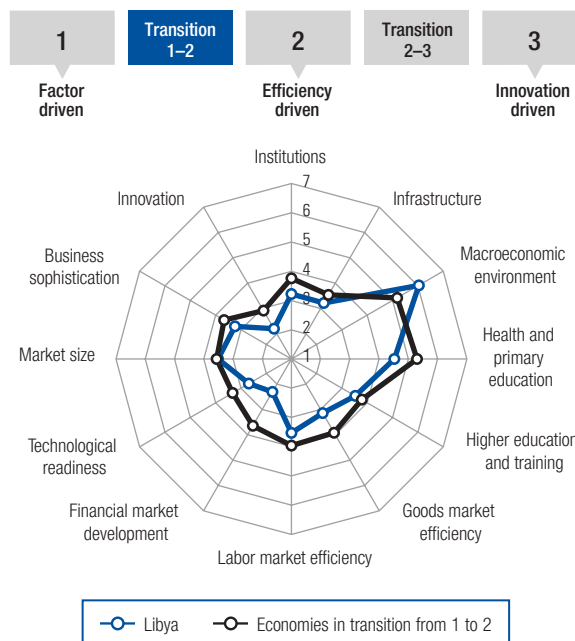 1
Transition
1–2
2
Transition
2–3
3
Factor
driven
Efficiency
driven
Innovation
driven
Institutions
Infrastructure
Macroeconomic
environment
Health and
primary
education
Higher education
and training
Goods market
efficiency
Labor market efficiency
Financial market
development
Technological
readiness
Market size
Business
sophistication
Innovation
7
6
5
4
3
2
1
Libya
Economies in transition from 1 to 2